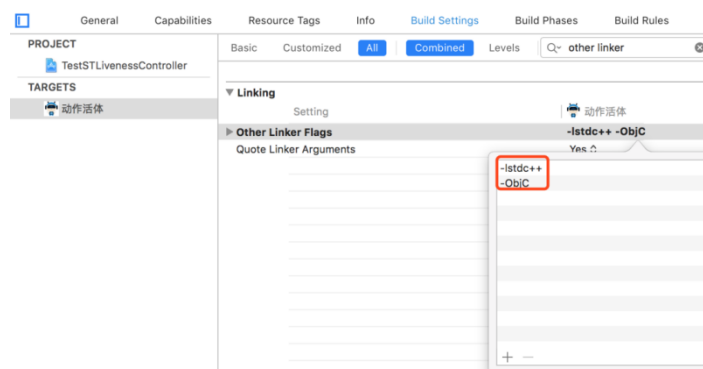 General Capabilities Resource Tags Info Build Settings Build Phases Build Rules
PROJECT
TestSTLivenessController
TARGETS
动作活体
Basic Customized All Combined Levels other linker
Linking
Setting 动作活体
Other Linker Flags -lstdc++ -ObjC
Quote Linker Arguments Yes
-lstdc++
-ObjC